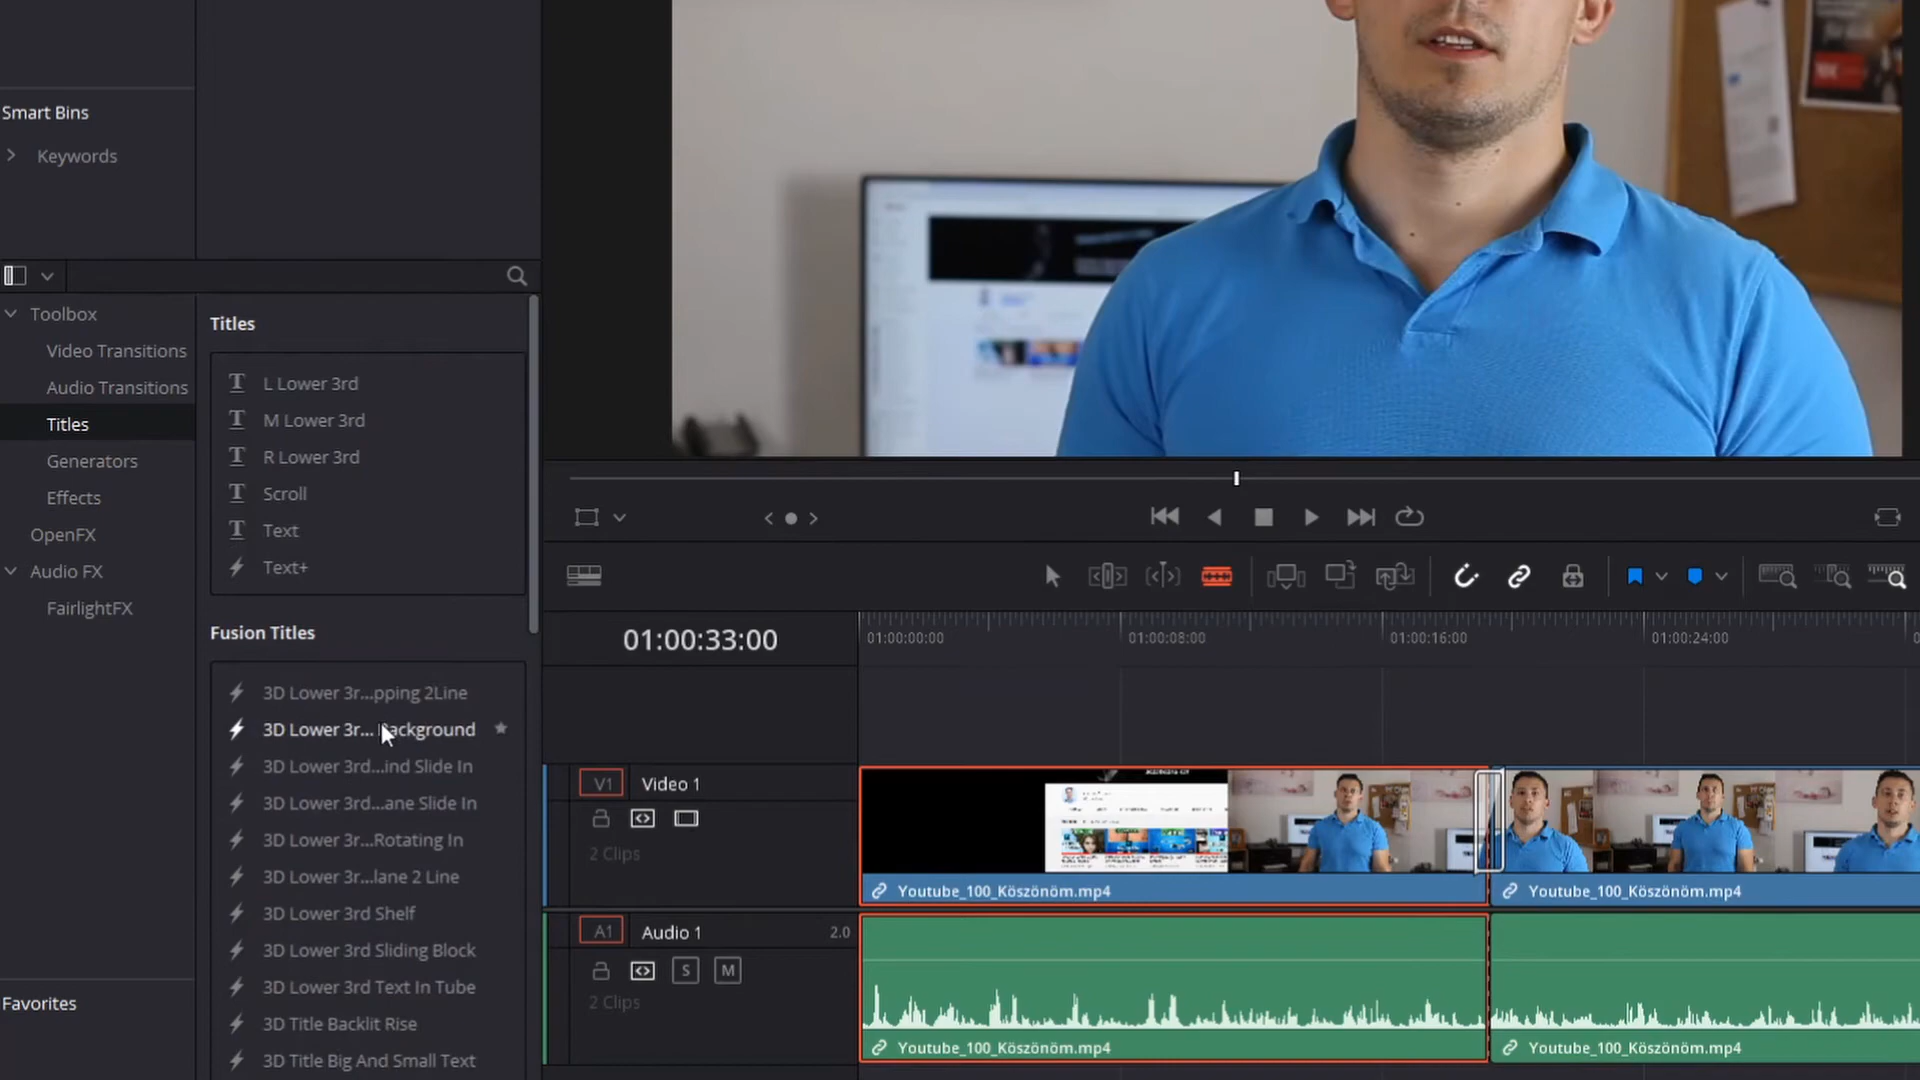 Smart Bins
Keywords
Toolbox
Video Transitions
Audio Transitions
Titles
Generators
Effects
OpenFX
Audio FX
FairlightFX
Favorites
Titles
L Lower 3rd
M Lower 3rd
R Lower 3rd
Scroll
Text
Text+
Fusion Titles
3D Lower 3r...pping 2Line
3D Lower 3r... Background
3D Lower 3rd...ind Slide In
3D Lower 3rd...ane Slide In
3D Lower 3r...Rotating In
3D Lower 3r...lane 2 Line
3D Lower 3rd Shelf
3D Lower 3rd Sliding Block
3D Lower 3rd Text In Tube
3D Title Backlit Rise
3D Title Big And Small Text
01:00:33:00
01:00:00:00
01:00:08:00
01:00:16:00
01:00:24:00
V1 Video 1
2 Clips
Youtube_100_Köszönöm.mp4
Youtube_100_Köszönöm.mp4
A1 Audio 1 2.0
S M
2 Clips
Youtube_100_Köszönöm.mp4
Youtube_100_Köszönöm.mp4